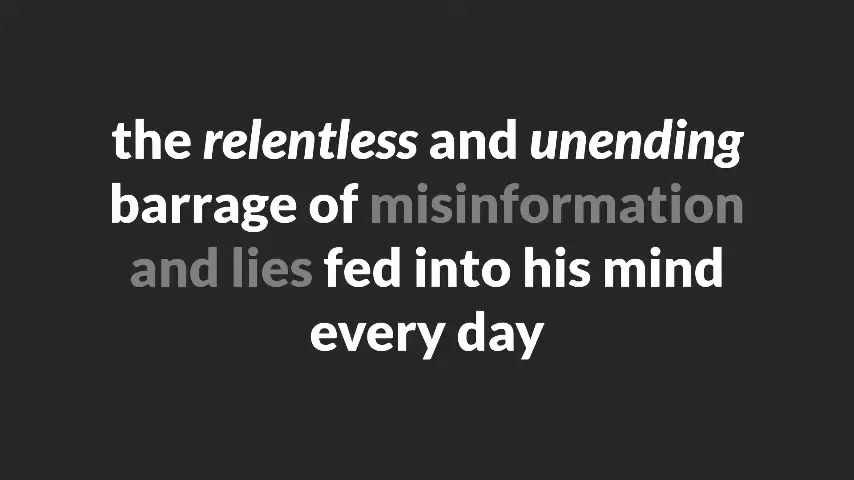 the relentless and unending
barrage of misinformation
and lies fed into his mind
every day